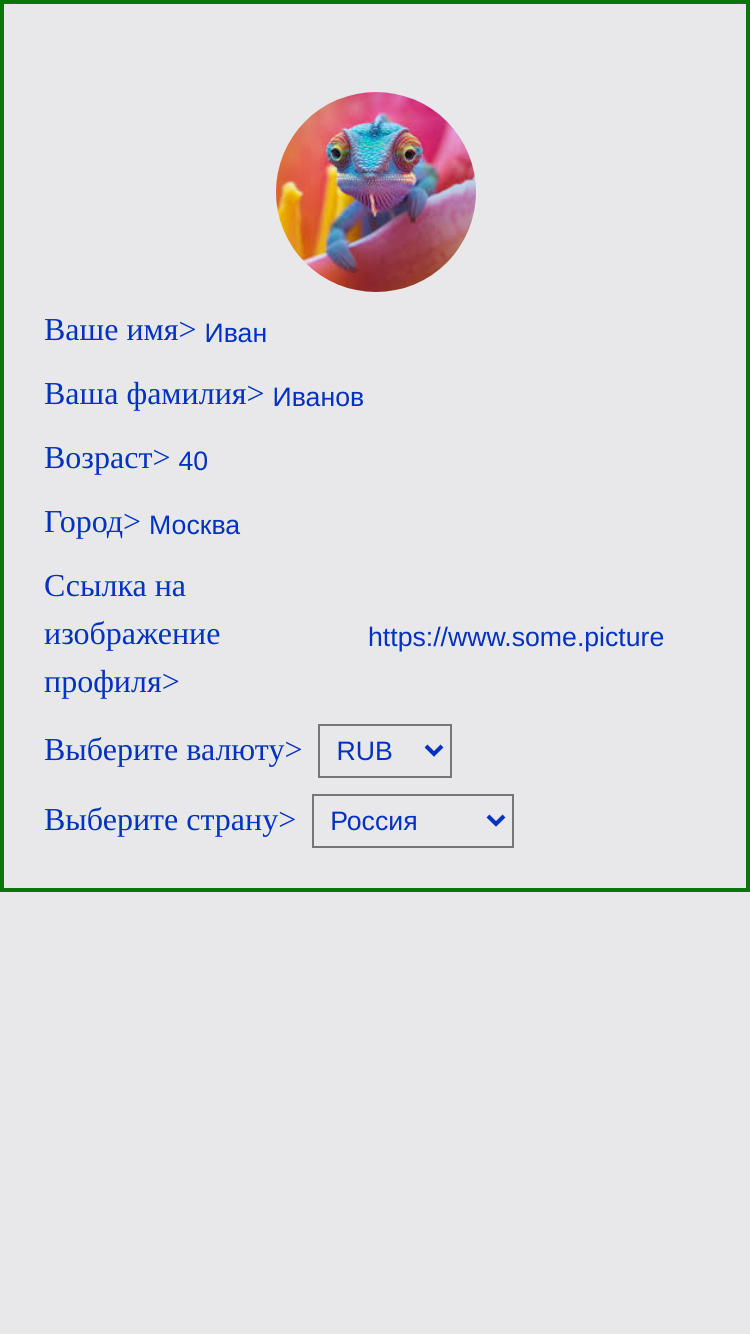 Ваше имя> Иван
Ваша фамилия> Иванов
Возраст> 40
Город> Москва
Ссылка на
изображение
профиля>
https://www.some.picture
Выберите валюту> RUB
Выберите страну> Россия